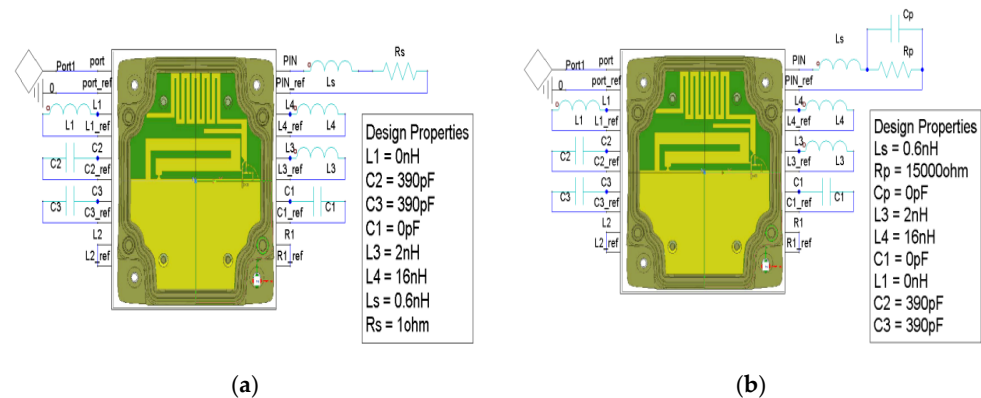 Port1 port PIN Rs
0 port_ref PIN_ref Ls
L1 L4
L1 L1_ref L4_ref L4
C2 L3
C2 C2_ref L3_ref L3
C3 C1
C3 C3_ref C1_ref C1
L2 R1
L2_ref R1_ref
Design Properties
L1 = 0nH
C2 = 390pF
C3 = 390pF
C1 = 0pF
L3 = 2nH
L4 = 16nH
Ls = 0.6nH
Rs = 1ohm
(a)
Cp
Ls
Port1 port PIN Rp
0 port_ref PIN_ref
L1 L4
L1 L1_ref L4_ref L4
C2 L3
C2 C2_ref L3_ref L3
C3 C1
C3 C3_ref C1_ref C1
L2 R1
L2_ref R1_ref
Design Properties
Ls = 0.6nH
Rp = 15000ohm
Cp = 0pF
L3 = 2nH
L4 = 16nH
C1 = 0pF
L1 = 0nH
C2 = 390pF
C3 = 390pF
(b)